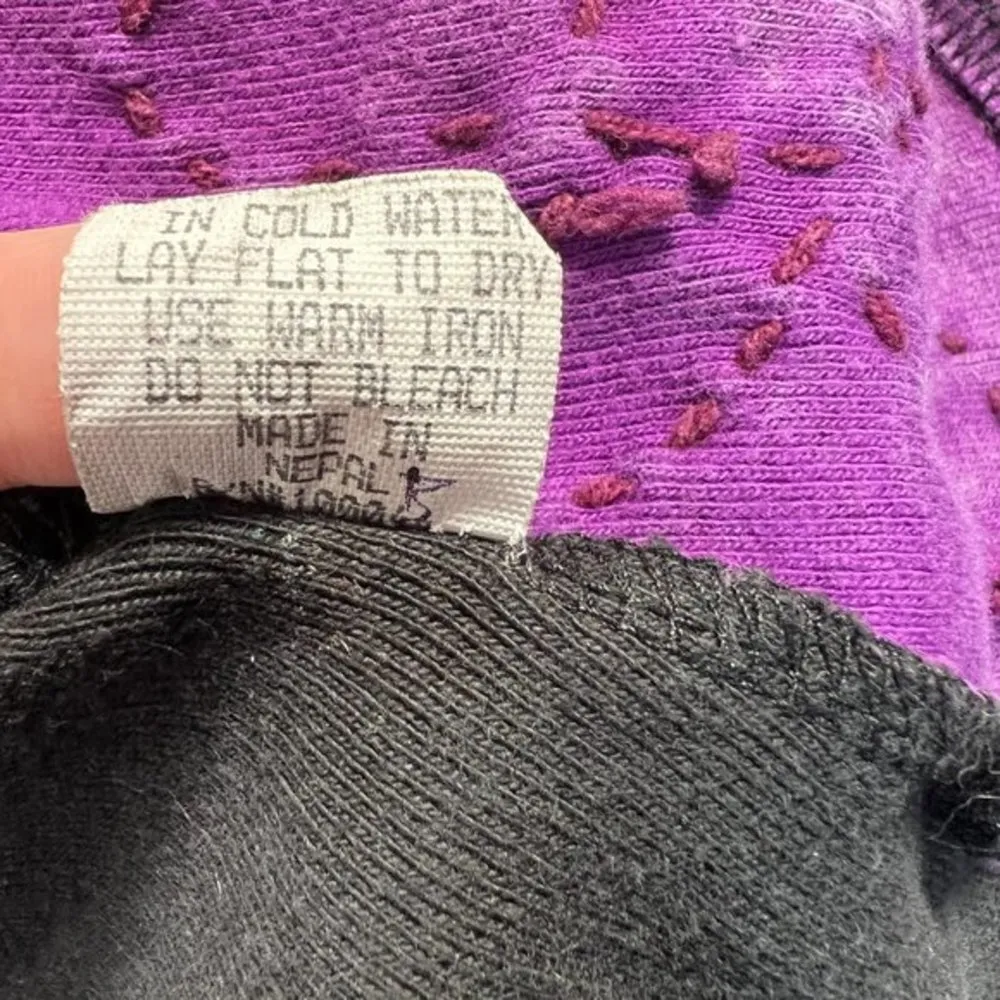 IN COLD WATER
LAY FLAT TO DRY
USE WARM IRON
DO NOT BLEACH
MADE IN
NEPAL